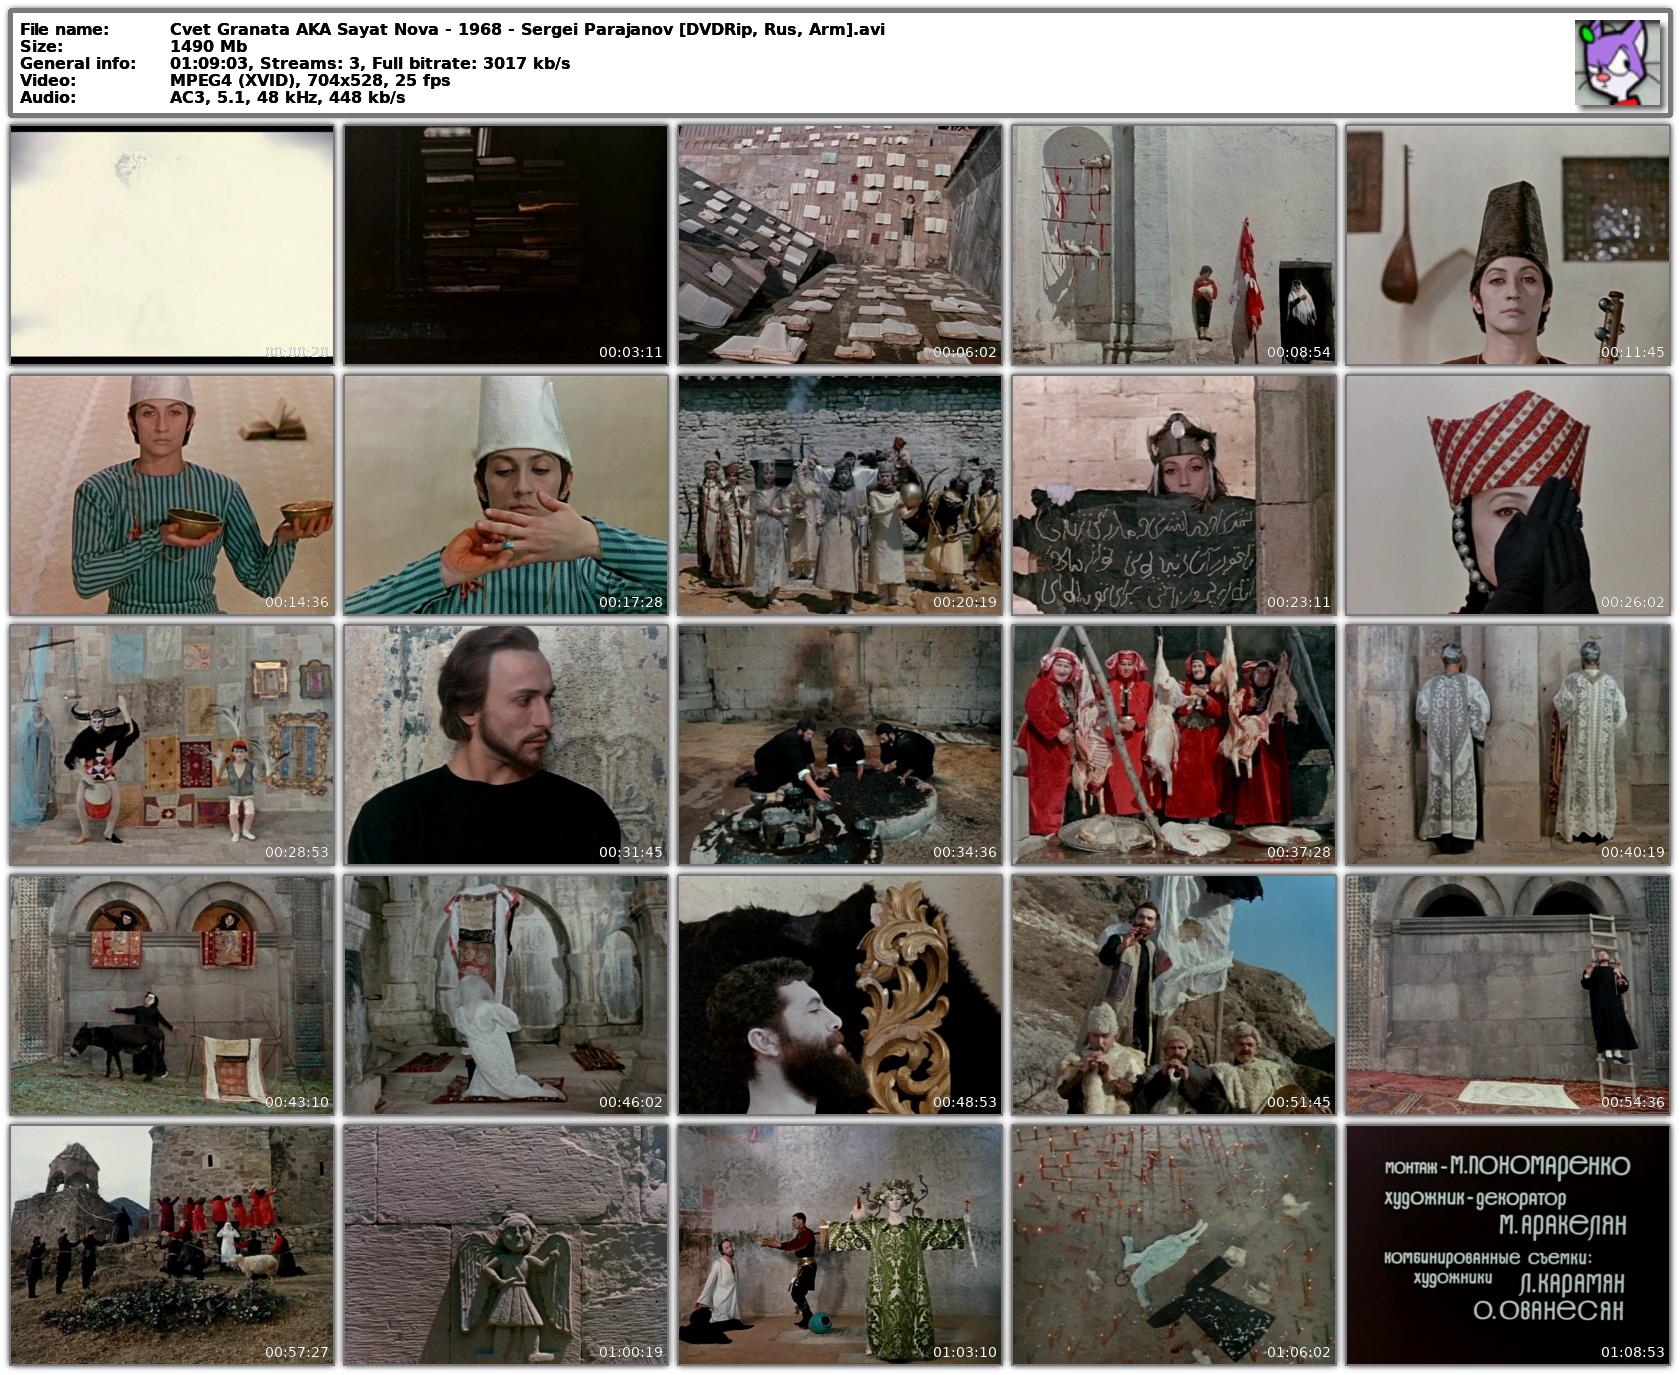 File name: Cvet Granata AKA Sayat Nova - 1968 - Sergei Parajanov [DVDRip, Rus, Arm].avi
Size: 1490 Mb
General info: 01:09:03, Streams: 3, Full bitrate: 3017 kb/s
Video: MPEG4 (XVID), 704x528, 25 fps
Audio: AC3, 5.1, 48 kHz, 448 kb/s
00:00:20
00:03:11
00:06:02
00:08:54
00:11:45
00:14:36
00:17:28
00:20:19
00:23:11
00:26:02
00:28:53
00:31:45
00:34:36
00:37:28
00:40:19
00:43:10
00:46:02
00:48:53
00:51:45
00:54:36
00:57:27
01:00:19
01:03:10
01:06:02
монтаж - М.Пономаренко
художник - декоратор
М. Аракелян
комбинированные съемки:
художники Л. Карамян
О. Ованесян
01:08:53